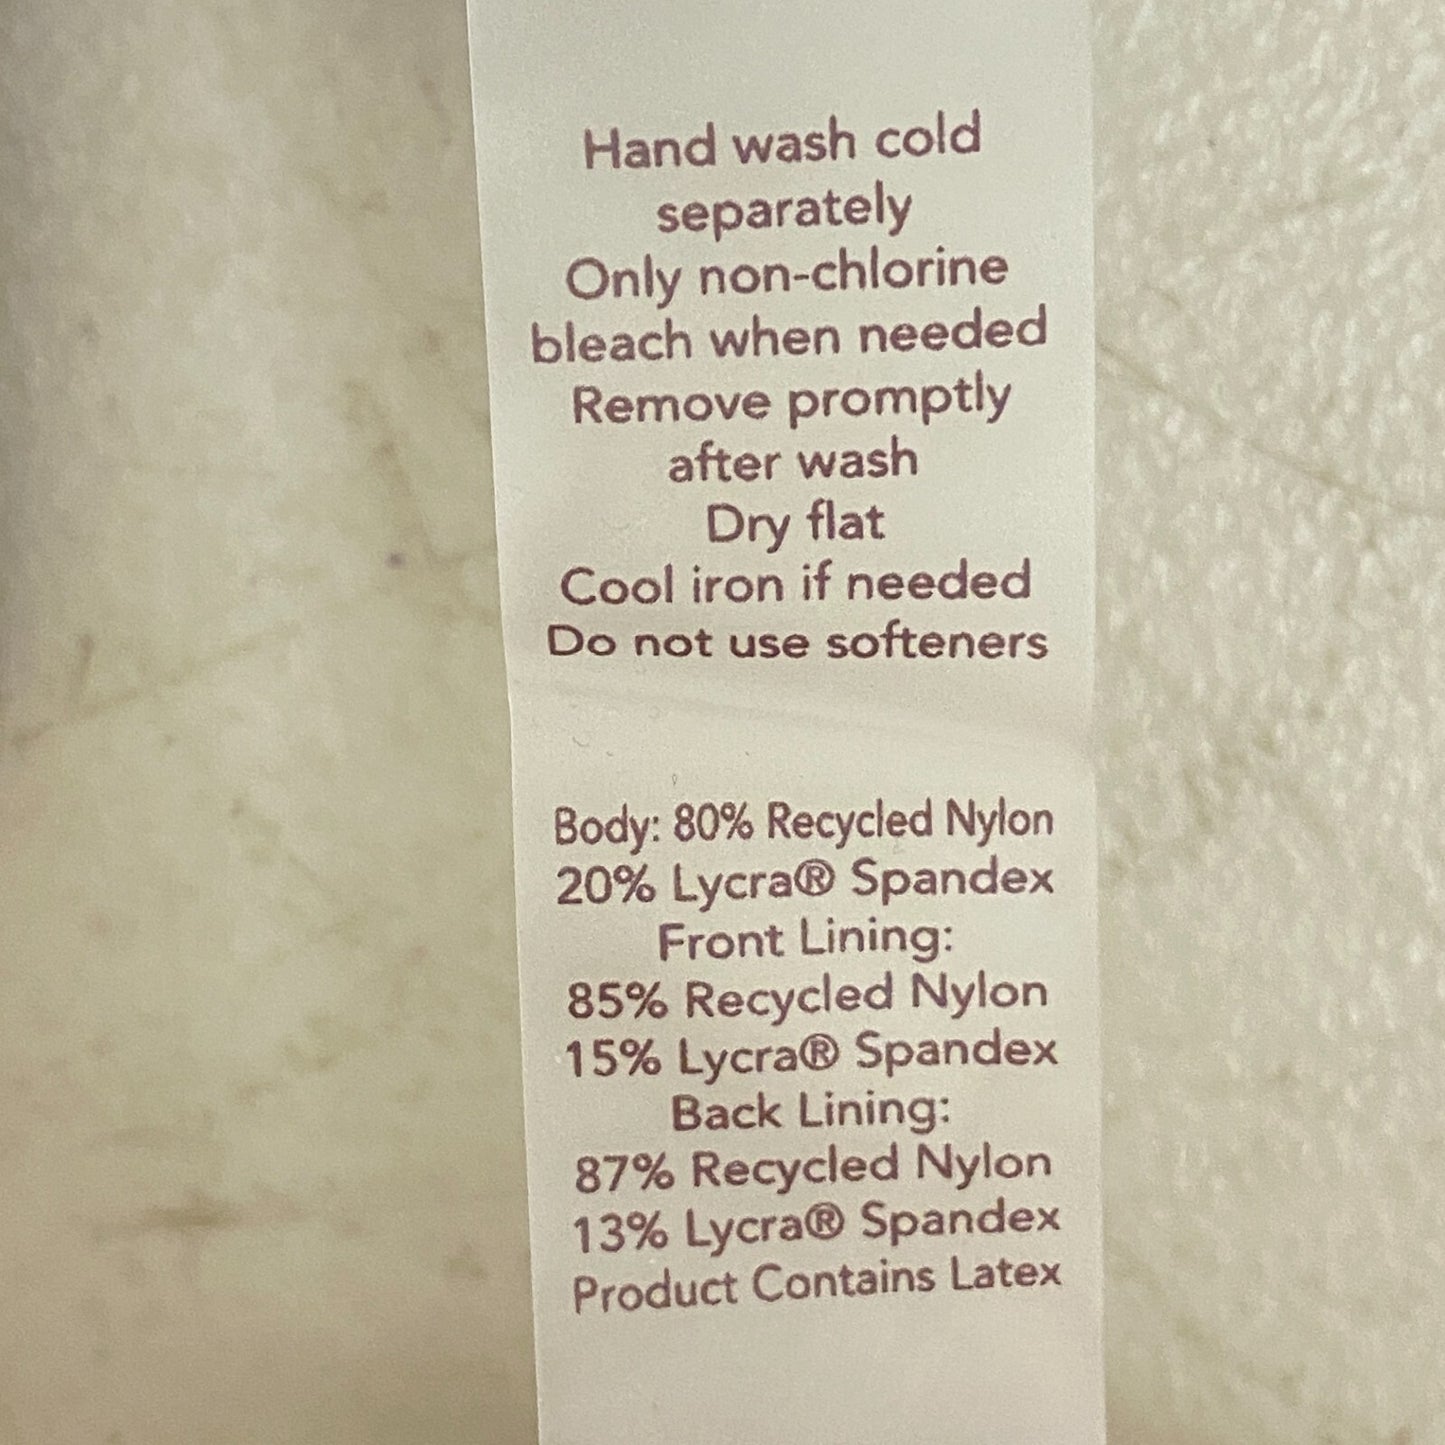 Hand wash cold
separately
Only non-chlorine
bleach when needed
Remove promptly
after wash
Dry flat
Cool iron if needed
Do not use softeners
Body: 80% Recycled Nylon
20% Lycra® Spandex
Front Lining:
85% Recycled Nylon
15% Lycra® Spandex
Back Lining:
87% Recycled Nylon
13% Lycra® Spandex
Product Contains Latex